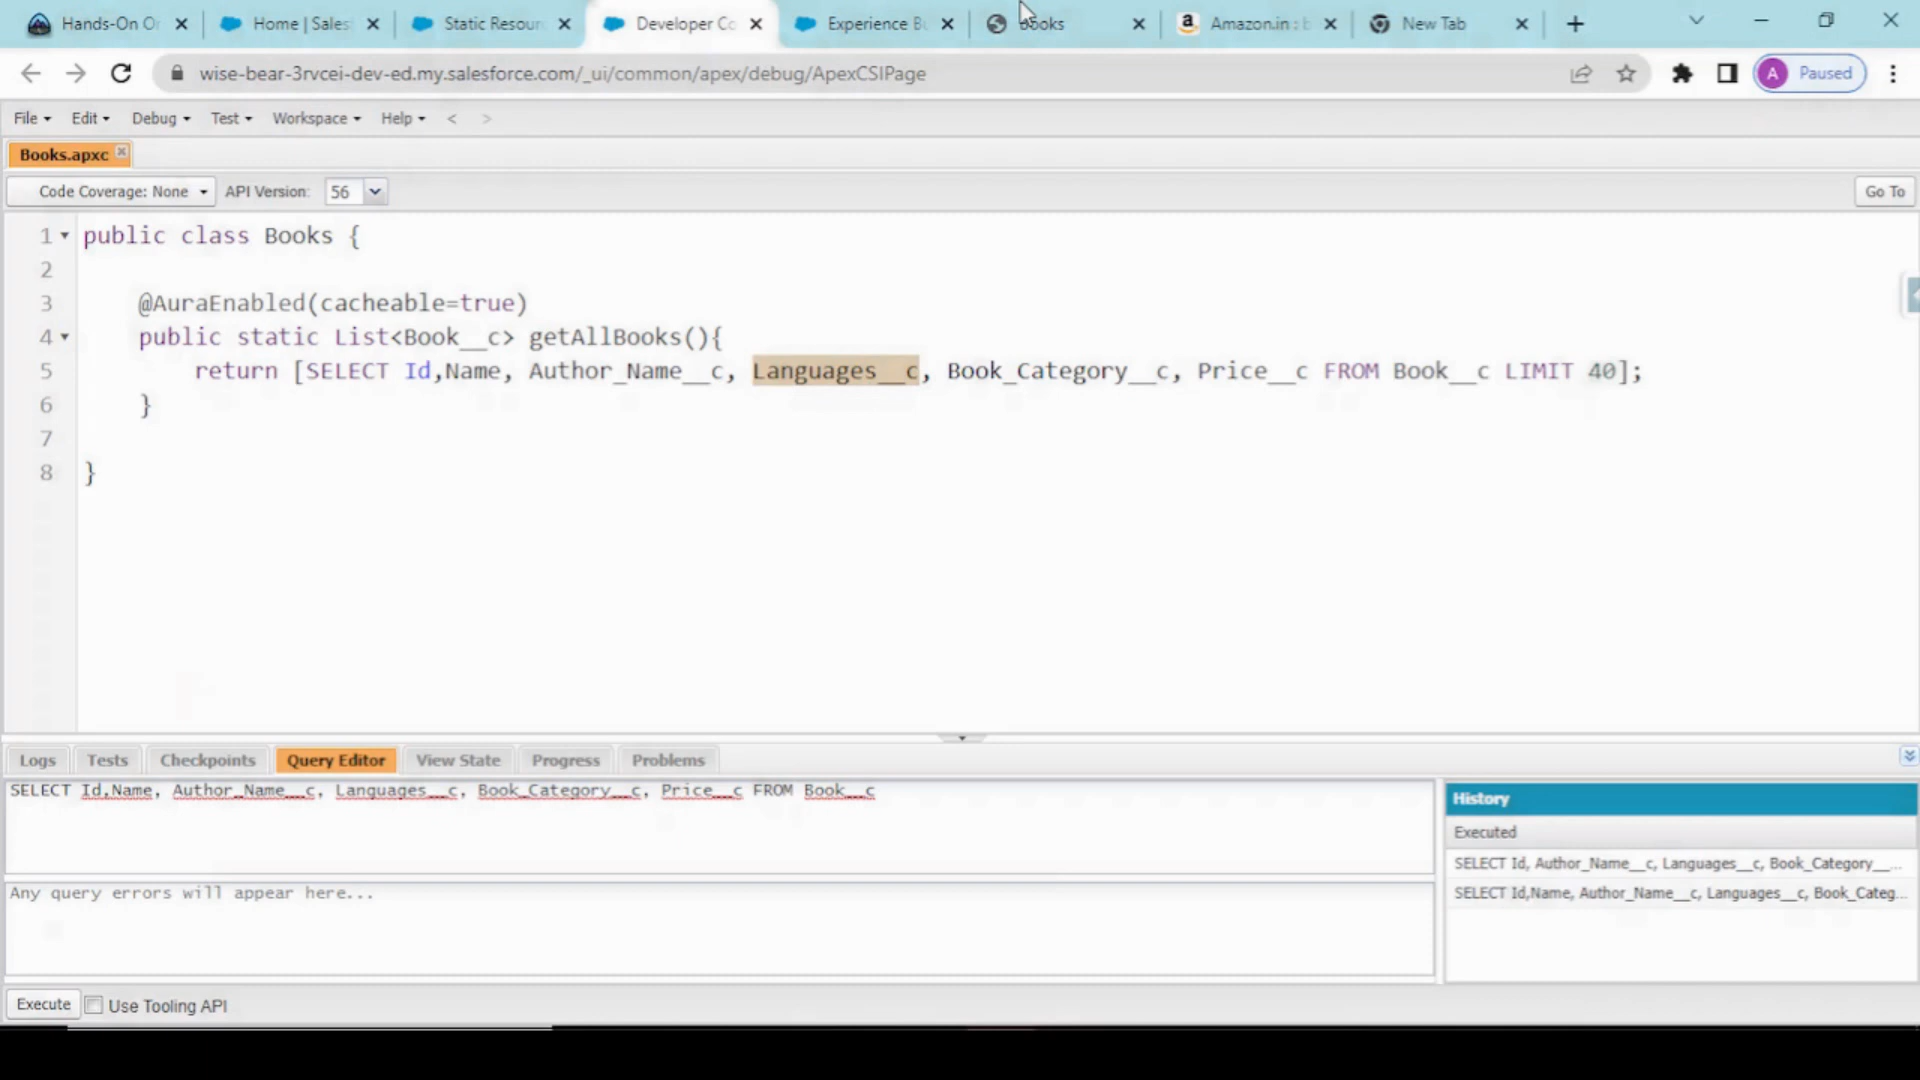 Hands-On Or
Home | Sales
Static Resour
Developer Co
Experience Bu
Books
Amazon.in : b
New Tab
wise-bear-3rvcei-dev-ed.my.salesforce.com/_ui/common/apex/debug/ApexCSIPage
A
Paused
File Edit Debug Test Workspace Help < >
Books.apxc
Code Coverage: None API Version: 56 Go To
1 public class Books {
2
3 @AuraEnabled(cacheable=true)
4 public static List<Book__c> getAllBooks(){
5 return [SELECT Id,Name, Author_Name__c, Languages__c, Book_Category__c, Price__c FROM Book__c LIMIT 40];
6 }
7
8 }
Logs Tests Checkpoints Query Editor View State Progress Problems
SELECT Id,Name, Author_Name__c, Languages__c, Book_Category__c, Price__c FROM Book__c
Any query errors will appear here...
History
Executed
SELECT Id, Author_Name__c, Languages__c, Book_Category__...
SELECT Id,Name, Author_Name__c, Languages__c, Book_Categ...
Execute Use Tooling API